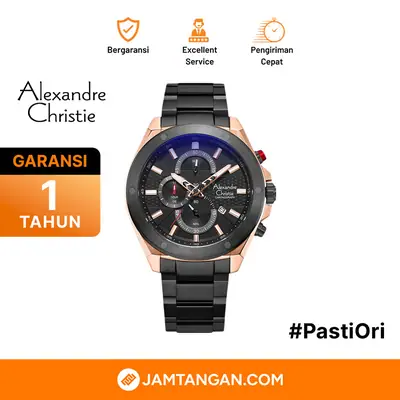 Bergaransi
Excellent
Service
Pengiriman
Cepat
Alexandre
Christie
GARANSI
1
TAHUN
Alexandre
Christie
#PastiOri
JAMTANGAN.COM